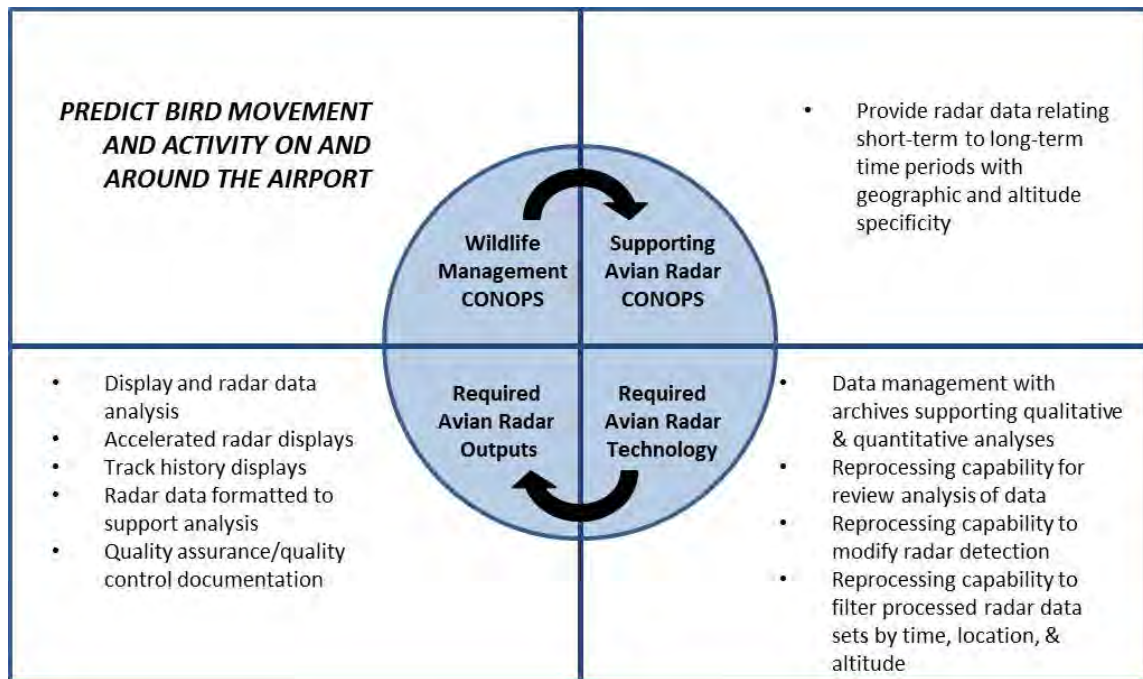 PREDICT BIRD MOVEMENT
AND ACTIVITY ON AND
AROUND THE AIRPORT
• Provide radar data relating
short-term to long-term
time periods with
geographic and altitude
specificity
Wildlife
Management
CONOPS
Supporting
Avian Radar
CONOPS
• Display and radar data
analysis
• Accelerated radar displays
• Track history displays
• Radar data formatted to
support analysis
• Quality assurance/quality
control documentation
Required
Avian Radar
Outputs
Required
Avian Radar
Technology
• Data management with
archives supporting qualitative
& quantitative analyses
• Reprocessing capability for
review analysis of data
• Reprocessing capability to
modify radar detection
• Reprocessing capability to
filter processed radar data
sets by time, location, &
altitude